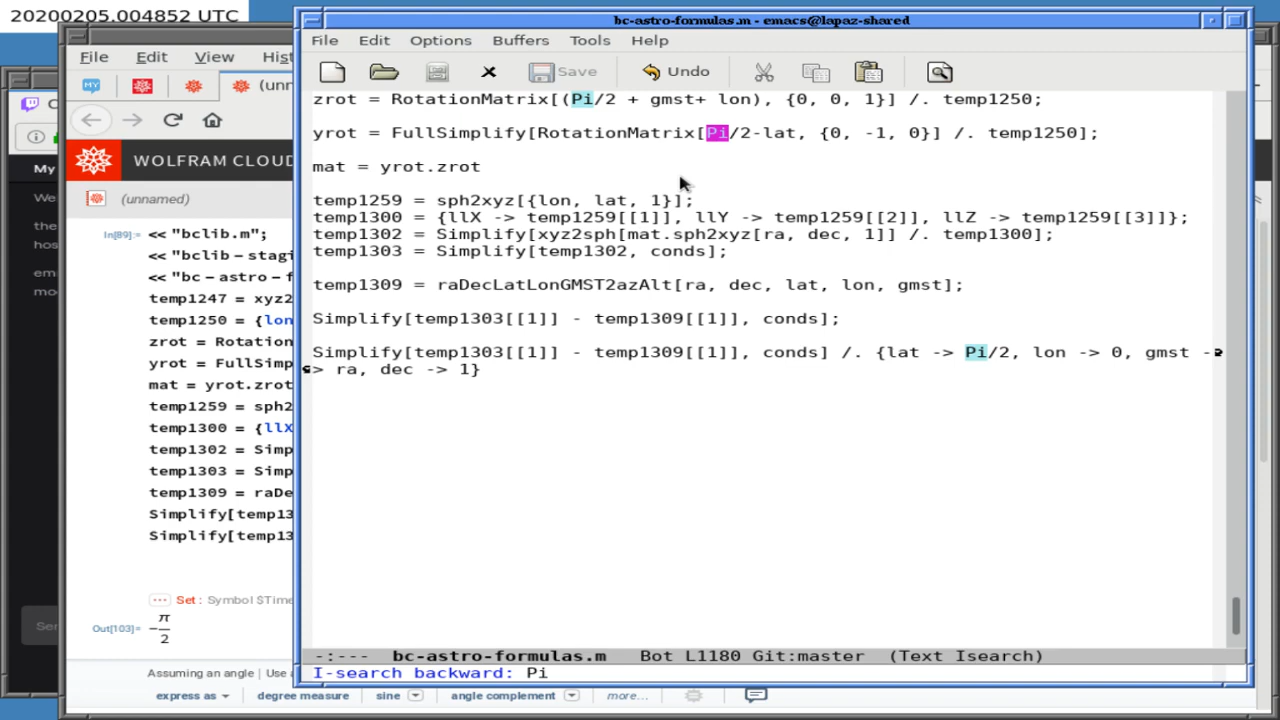 20200205.004852 UTC
bc-astro-formulas.m - emacs@lapaz-shared
File Edit Options Buffers Tools Help
Save Undo
zrot = RotationMatrix[(Pi/2 + gmst+ lon), {0, 0, 1}] /. temp1250;
yrot = FullSimplify[RotationMatrix[Pi/2-lat, {0, -1, 0}] /. temp1250];
mat = yrot.zrot
temp1259 = sph2xyz[{lon, lat, 1}];
temp1300 = {llX -> temp1259[[1]], llY -> temp1259[[2]], llZ -> temp1259[[3]]};
temp1302 = Simplify[xyz2sph[mat.sph2xyz[ra, dec, 1]] /. temp1300];
temp1303 = Simplify[temp1302, conds];
temp1309 = raDecLatLonGMST2azAlt[ra, dec, lat, lon, gmst];
Simplify[temp1303[[1]] - temp1309[[1]], conds];
Simplify[temp1303[[1]] - temp1309[[1]], conds] /. {lat -> Pi/2, lon -> 0, gmst -
> ra, dec -> 1}
-:--- bc-astro-formulas.m Bot L1180 Git:master (Text Isearch)
I-search backward: Pi
File Edit View Hist
MY
(unn
WOLFRAM CLOUD
(unnamed)
In[89]:= << "bclib.m";
<< "bclib-stagi
<< "bc-astro-f
temp1247 = xyz2
temp1250 = {lon
zrot = Rotation
yrot = FullSimp
mat = yrot.zrot
temp1259 = sph2
temp1300 = {llX
temp1302 = Simp
temp1303 = Simp
temp1309 = raDe
Simplify[temp13
Simplify[temp13
Set: Symbol $Time
Out[103]= -π/2
Assuming an angle | Use
express as degree measure sine angle complement more...
My
We
the
hos
em
mo
Ser